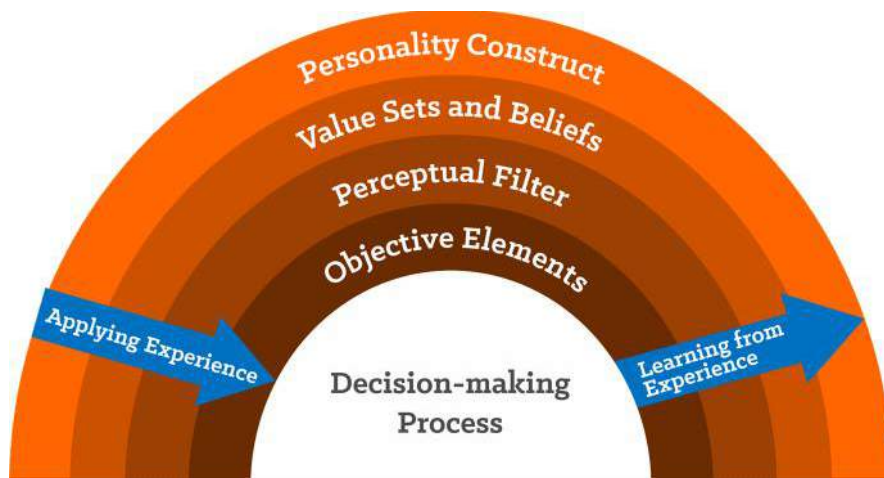 Personality Construct
Value Sets and Beliefs
Perceptual Filter
Objective Elements
Applying Experience
Decision-making
Process
Learning from
Experience